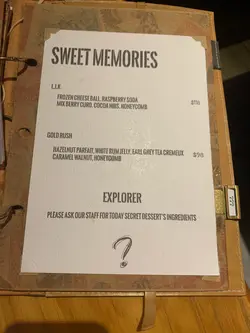 SWEET MEMORIES
L.I.R
FROZEN CHEESE BALL, RASPBERRY SODA
MIX BERRY CURD, COCOA NIBS, HONEYCOMB
GOLD RUSH
HAZELNUT PARFAIT, WHITE RUM JELLY, EARL GREY TEA CREMEUX
CARAMEL WALNUT, HONEYCOMB
EXPLORER
PLEASE ASK OUR STAFF FOR TODAY SECRET DESSERT'S INGREDIENTS
?